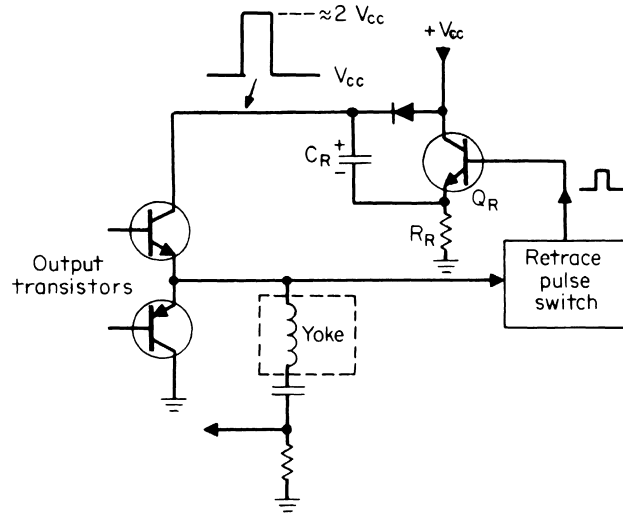 ≈2 Vcc
+ Vcc
Vcc
CR
+
-
QR
RR
Output
transistors
Retrace
pulse
switch
Yoke